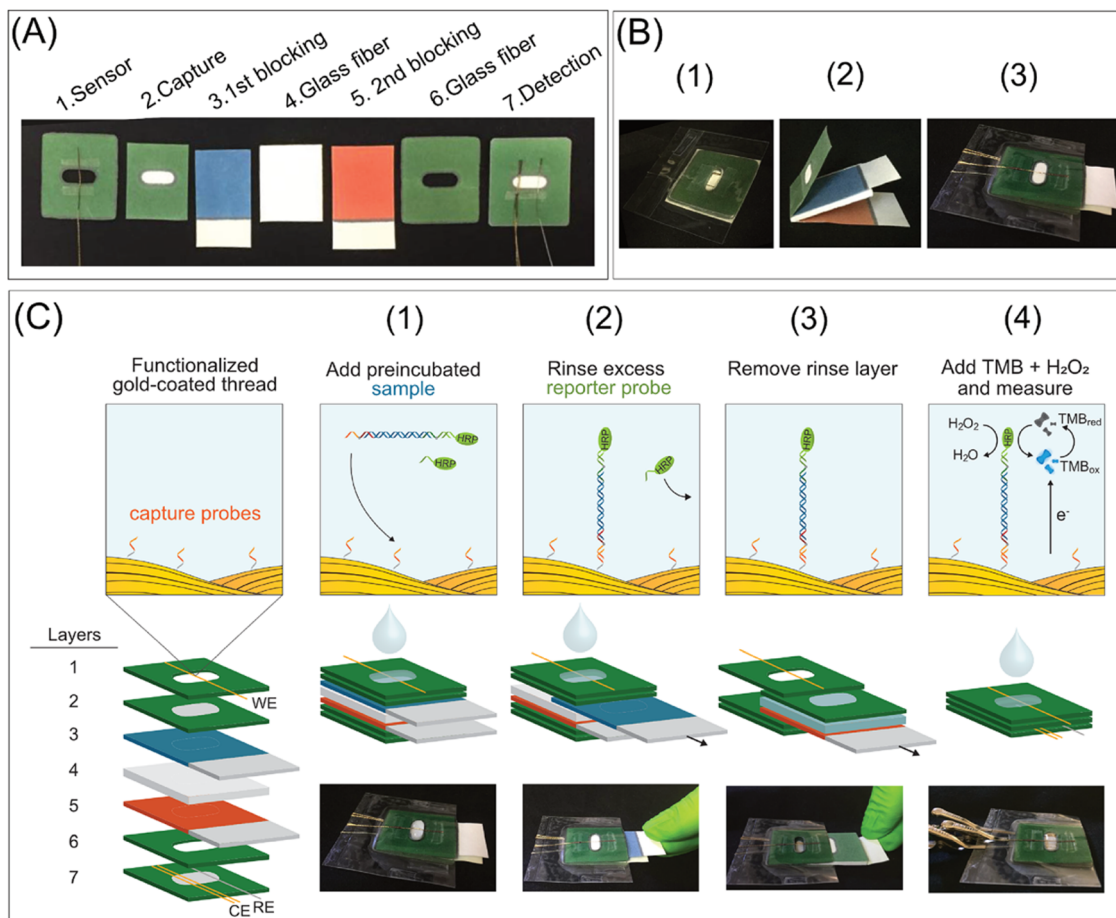 (A)
1.Sensor
2.Capture
3.1st blocking
4.Glass fiber
5. 2nd blocking
6.Glass fiber
7.Detection
(B)
(1)
(2)
(3)
(C)
Functionalized
gold-coated thread
capture probes
(1)
Add preincubated
sample
HRP
HRP
(2)
Rinse excess
reporter probe
HRP
HRP
(3)
Remove rinse layer
HRP
(4)
Add TMB + H₂O₂
and measure
H₂O₂
H₂O
HRP
TMBred
TMBox
e⁻
Layers
1
2
3
4
5
6
7
WE
CE
RE